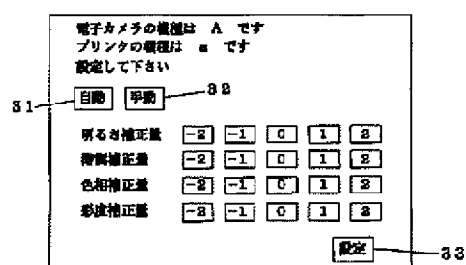 電子カメラの機種は A です
プリンタの機種は a です
設定して下さい
31 自動 手動 32
明るさ補正量 -2 -1 0 1 2
階調補正量 -2 -1 0 1 2
色相補正量 -2 -1 0 1 2
彩度補正量 -2 -1 0 1 2
設定 33